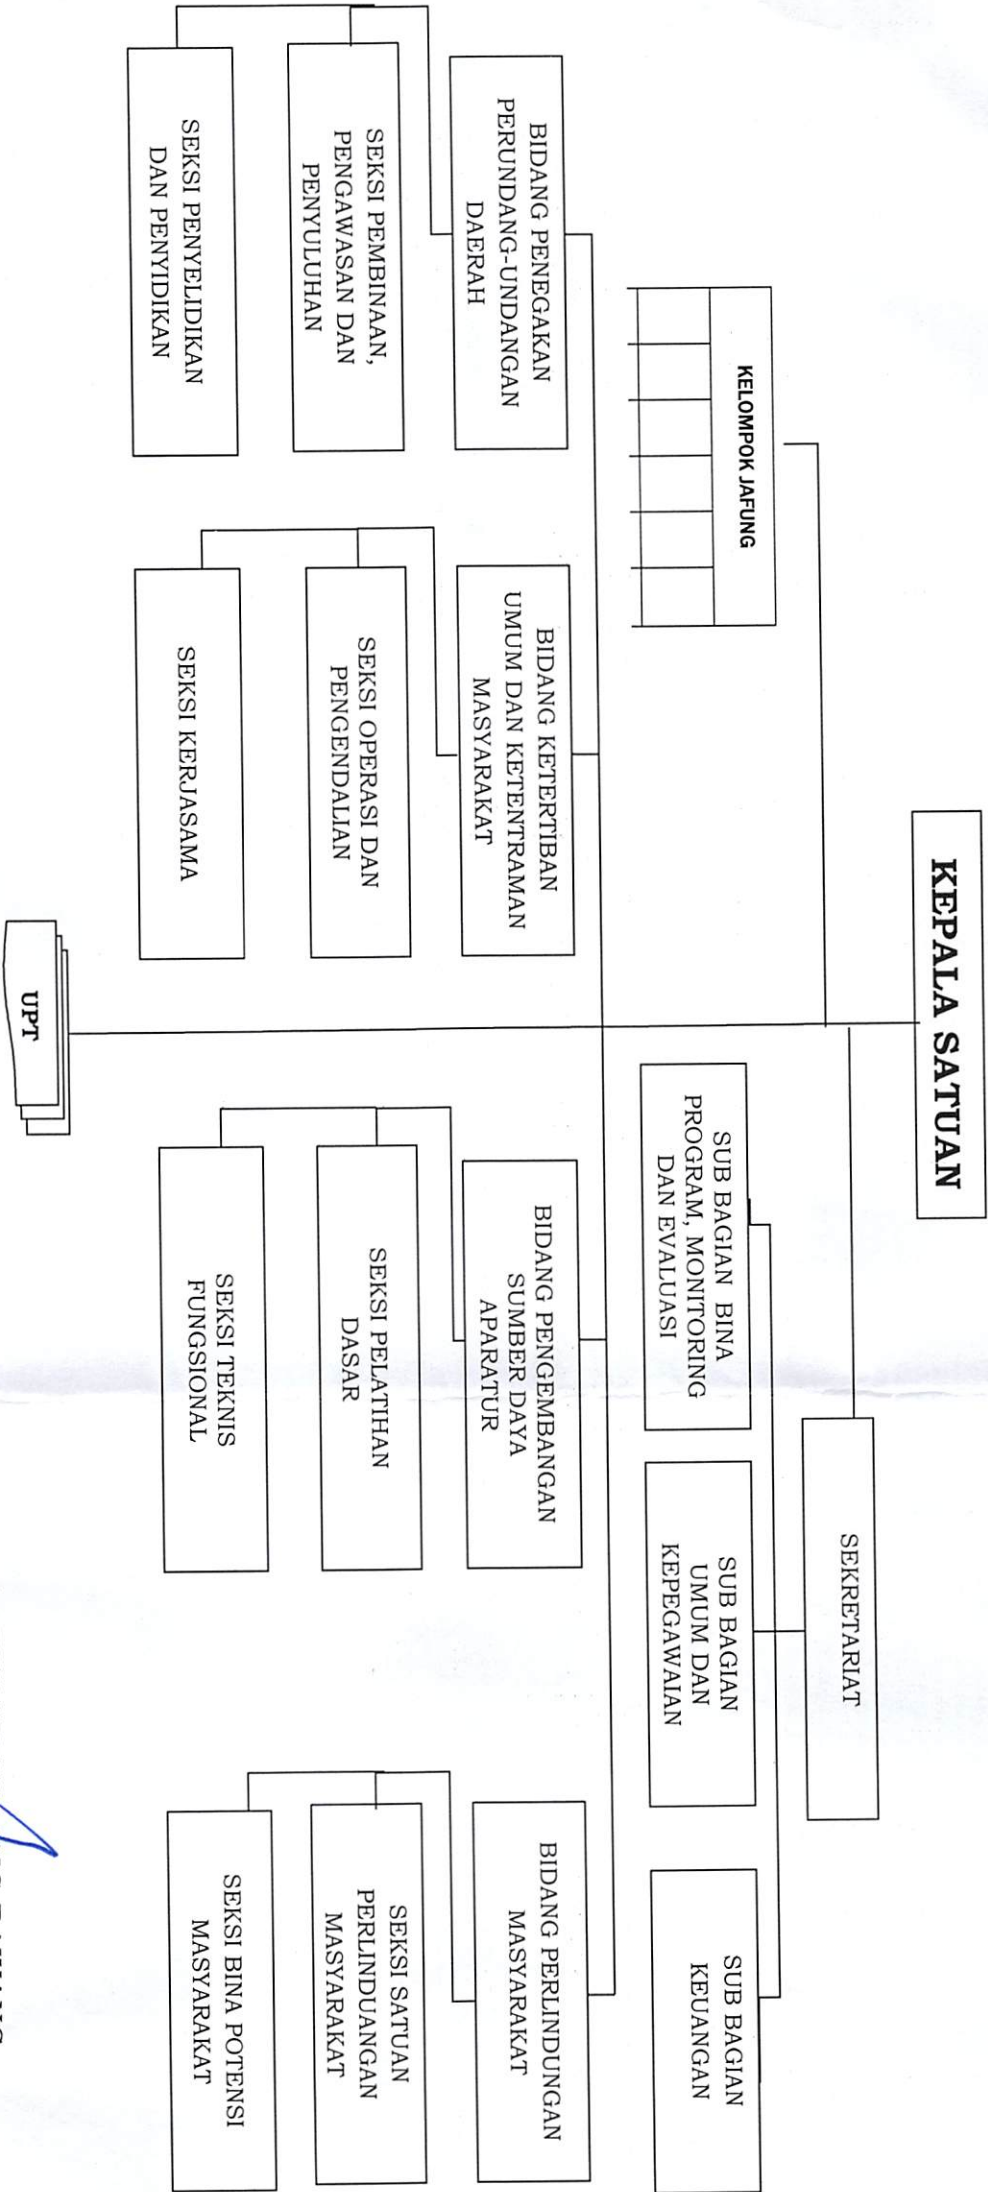 KEPALA SATUAN
KELOMPOK JAFUNG
SEKRETARIAT
SUB BAGIAN BINA
PROGRAM, MONITORING
DAN EVALUASI
SUB BAGIAN
UMUM DAN
KEPEGAWAIAN
SUB BAGIAN
KEUANGAN
BIDANG PENEGAKAN
PERUNDANG-UNDANGAN
DAERAH
BIDANG KETERTIBAN
UMUM DAN KETENTRAMAN
MASYARAKAT
BIDANG PENGEMBANGAN
SUMBER DAYA
APARATUR
BIDANG PERLINDUNGAN
MASYARAKAT
SEKSI PEMBINAAN,
PENGAWASAN DAN
PENYULUHAN
SEKSI OPERASI DAN
PENGENDALIAN
SEKSI PELATIHAN
DASAR
SEKSI SATUAN
PERLINDUANGAN
MASYARAKAT
SEKSI PENYELIDIKAN
DAN PENYIDIKAN
SEKSI KERJASAMA
SEKSI TEKNIS
FUNGSIONAL
SEKSI BINA POTENSI
MASYARAKAT
UPT